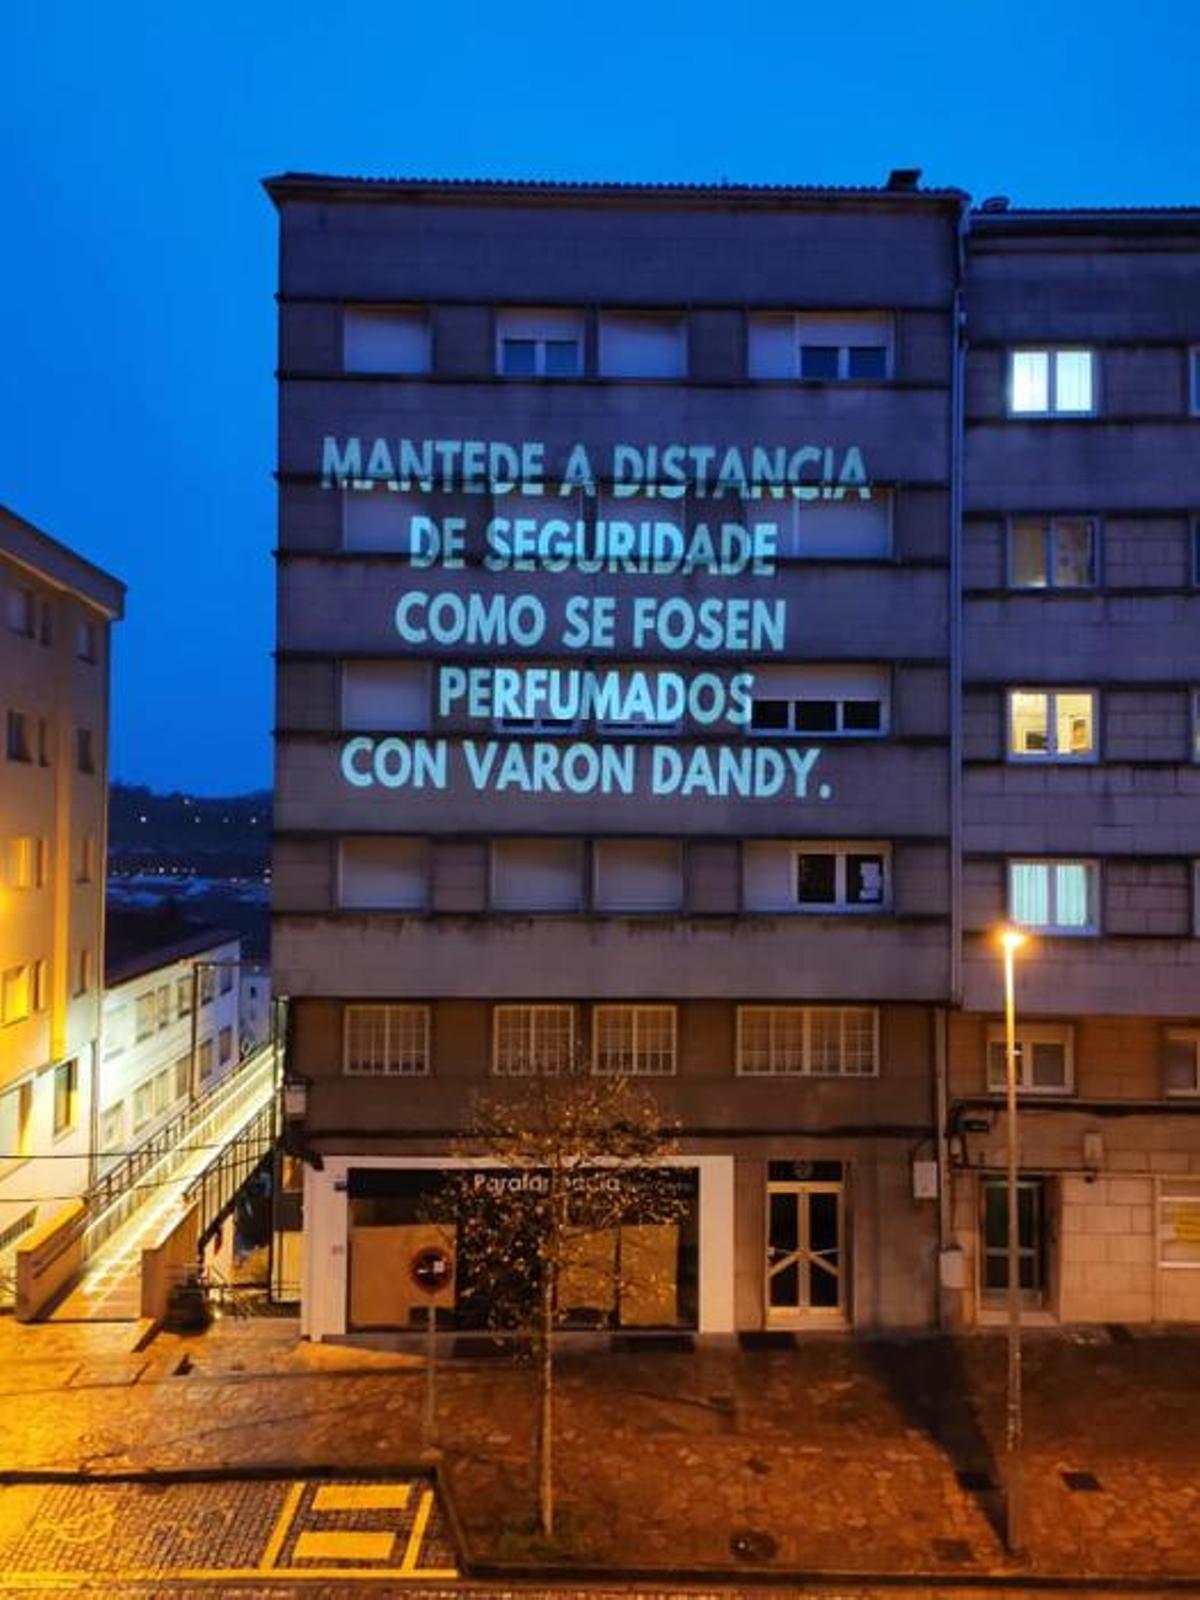 MANTEDE A DISTANCIA
DE SEGURIDADE
COMO SE FOSEN
PERFUMADOS
CON VARON DANDY.
Parafarmacia